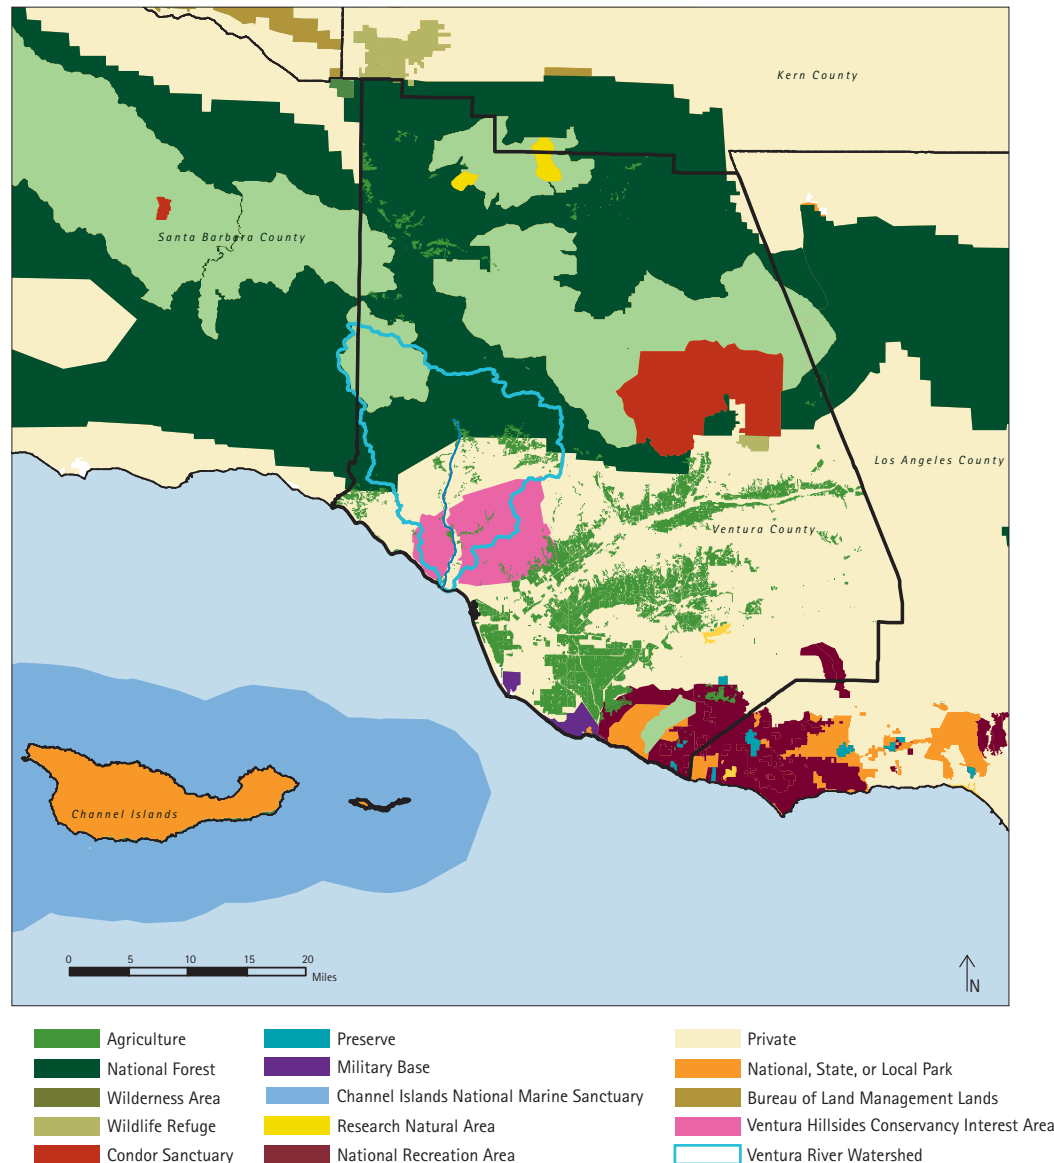 Kern County
Santa Barbara County
Los Angeles County
Ventura County
Channel Islands
0 5 10 15 20
Miles
N
Agriculture
National Forest
Wilderness Area
Wildlife Refuge
Condor Sanctuary
Preserve
Military Base
Channel Islands National Marine Sanctuary
Research Natural Area
National Recreation Area
Private
National, State, or Local Park
Bureau of Land Management Lands
Ventura Hillsides Conservancy Interest Area
Ventura River Watershed